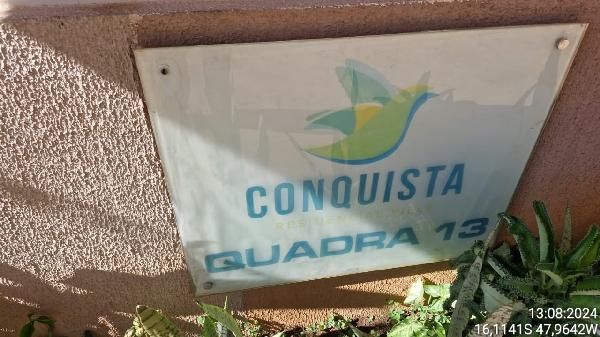 CONQUISTA
QUADRA 13
13.08.2024
16,1141S 47,9642W